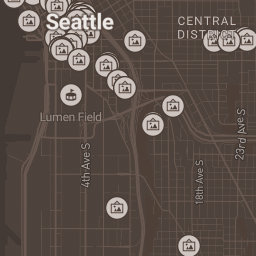 Seattle
CENTRAL
DISTRICT
Lumen Field
4th Ave S
18th Ave S
23rd Ave S